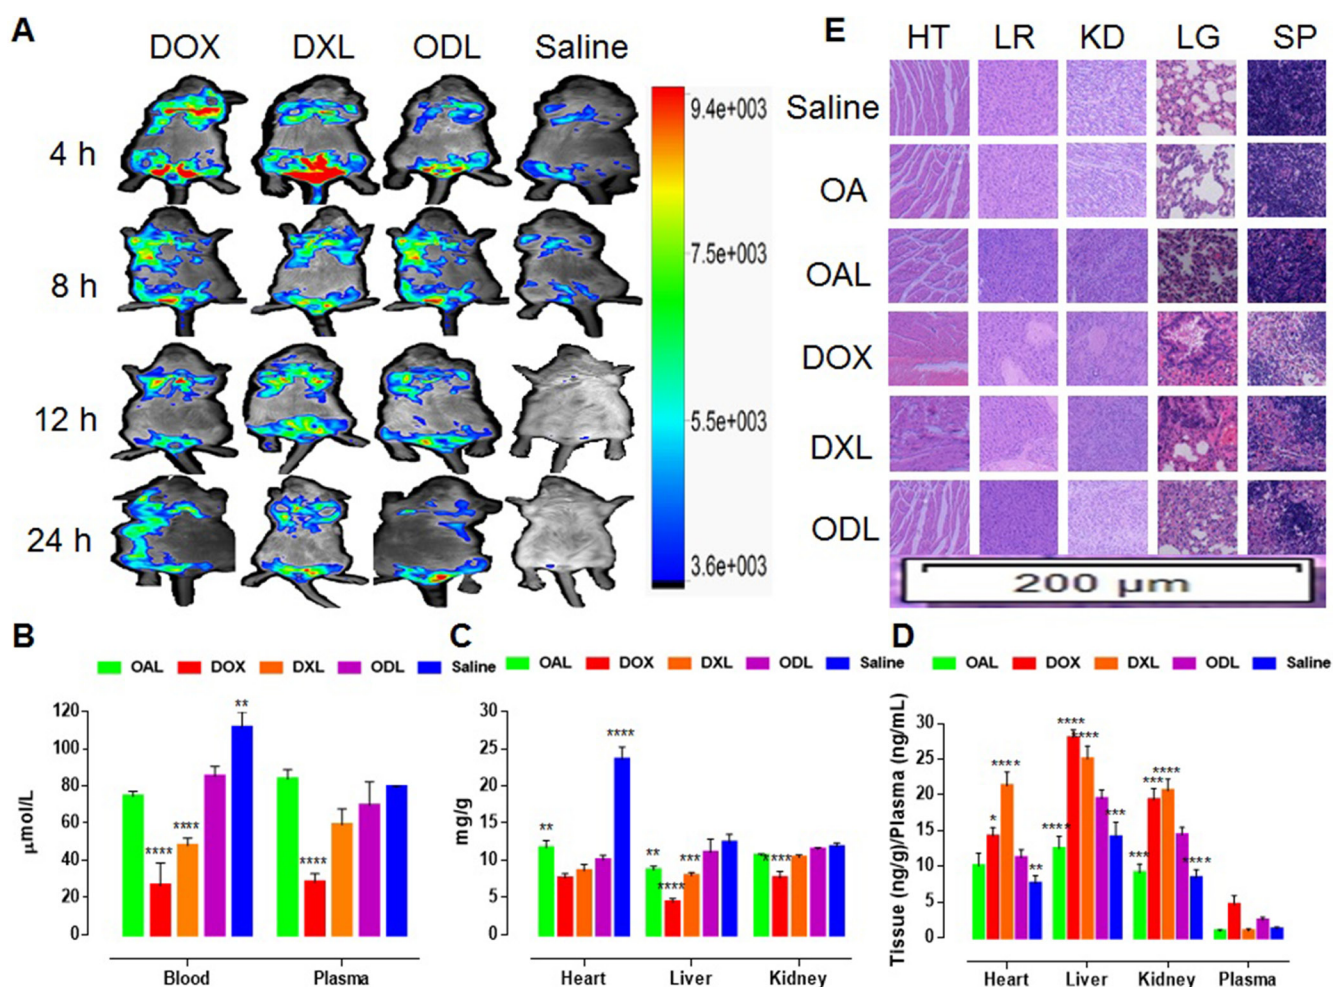 A
DOX DXL ODL Saline
4 h
8 h
12 h
24 h
9.4e+003
7.5e+003
5.5e+003
3.6e+003
E
HT LR KD LG SP
Saline
OA
OAL
DOX
DXL
ODL
200 µm
B
OAL DOX DXL ODL Saline
µmol/L
120
100
80
60
40
20
0
**
****
****
****
Blood Plasma
C
OAL DOX DXL ODL Saline
mg/g
30
25
20
15
10
5
0
**
****
**
****
***
****
Heart Liver Kidney
D
OAL DOX DXL ODL Saline
Tissue (ng/g)/Plasma (ng/mL)
30
25
20
15
10
5
0
*
****
**
****
****
****
***
***
***
****
****
Heart Liver Kidney Plasma